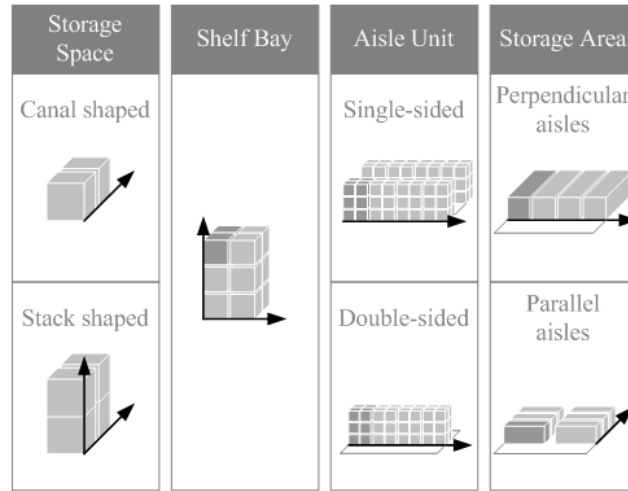 Storage
Space
Shelf Bay
Aisle Unit
Storage Area
Canal shaped
Single-sided
Perpendicular
aisles
Stack shaped
Double-sided
Parallel
aisles